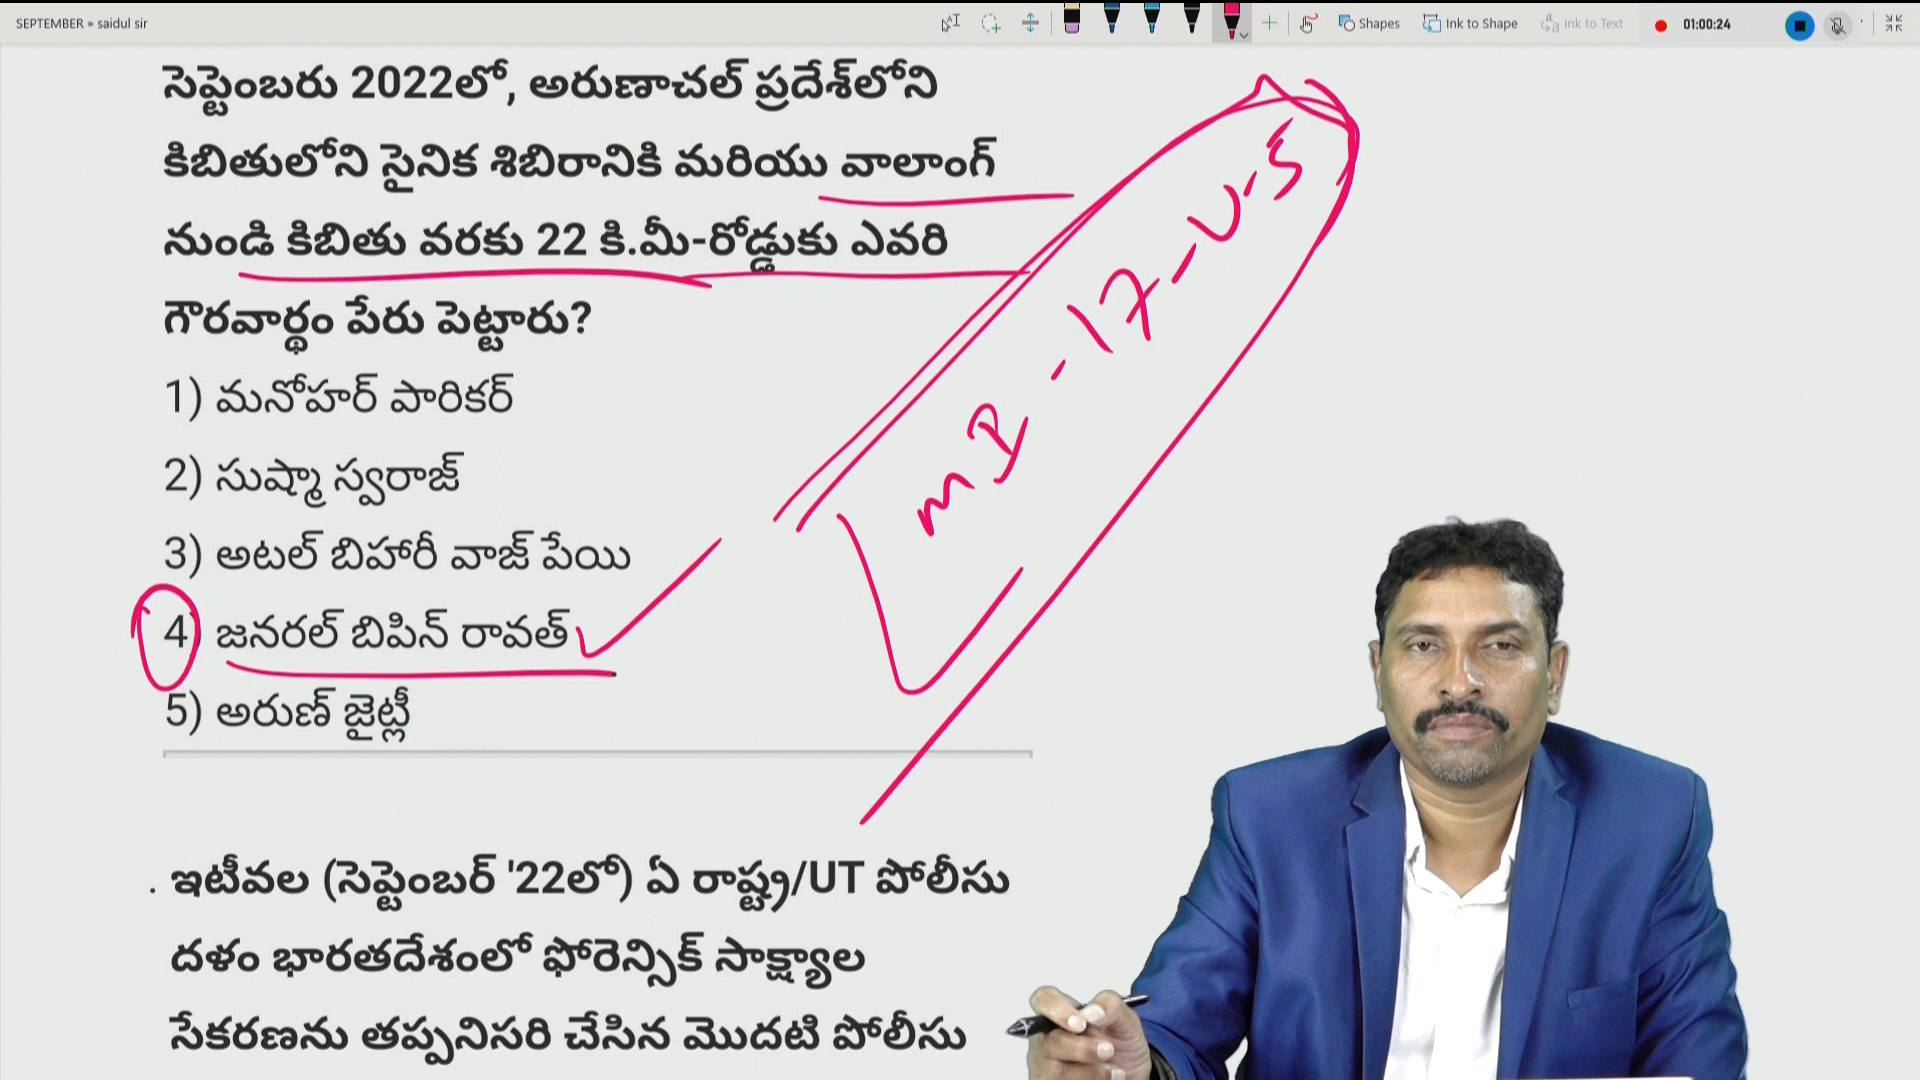 SEPTEMBER » saidul sir
Shapes
Ink to Shape
Ink to Text
01:00:24
సెప్టెంబరు 2022లో, అరుణాచల్ ప్రదేశ్‌లోని
కిబితులోని సైనిక శిబిరానికి మరియు వాలాంగ్
నుండి కిబితు వరకు 22 కి.మీ-రోడ్డుకు ఎవరి
గౌరవార్థం పేరు పెట్టారు?
1) మనోహర్ పారికర్
2) సుష్మా స్వరాజ్
3) అటల్ బిహారీ వాజ్ పేయి
4) జనరల్ బిపిన్ రావత్
5) అరుణ్ జైట్లీ
MI-17-V-5
. ఇటీవల (సెప్టెంబర్ '22లో) ఏ రాష్ట్ర/UT పోలీసు
దళం భారతదేశంలో ఫోరెన్సిక్ సాక్ష్యాల
సేకరణను తప్పనిసరి చేసిన మొదటి పోలీసు